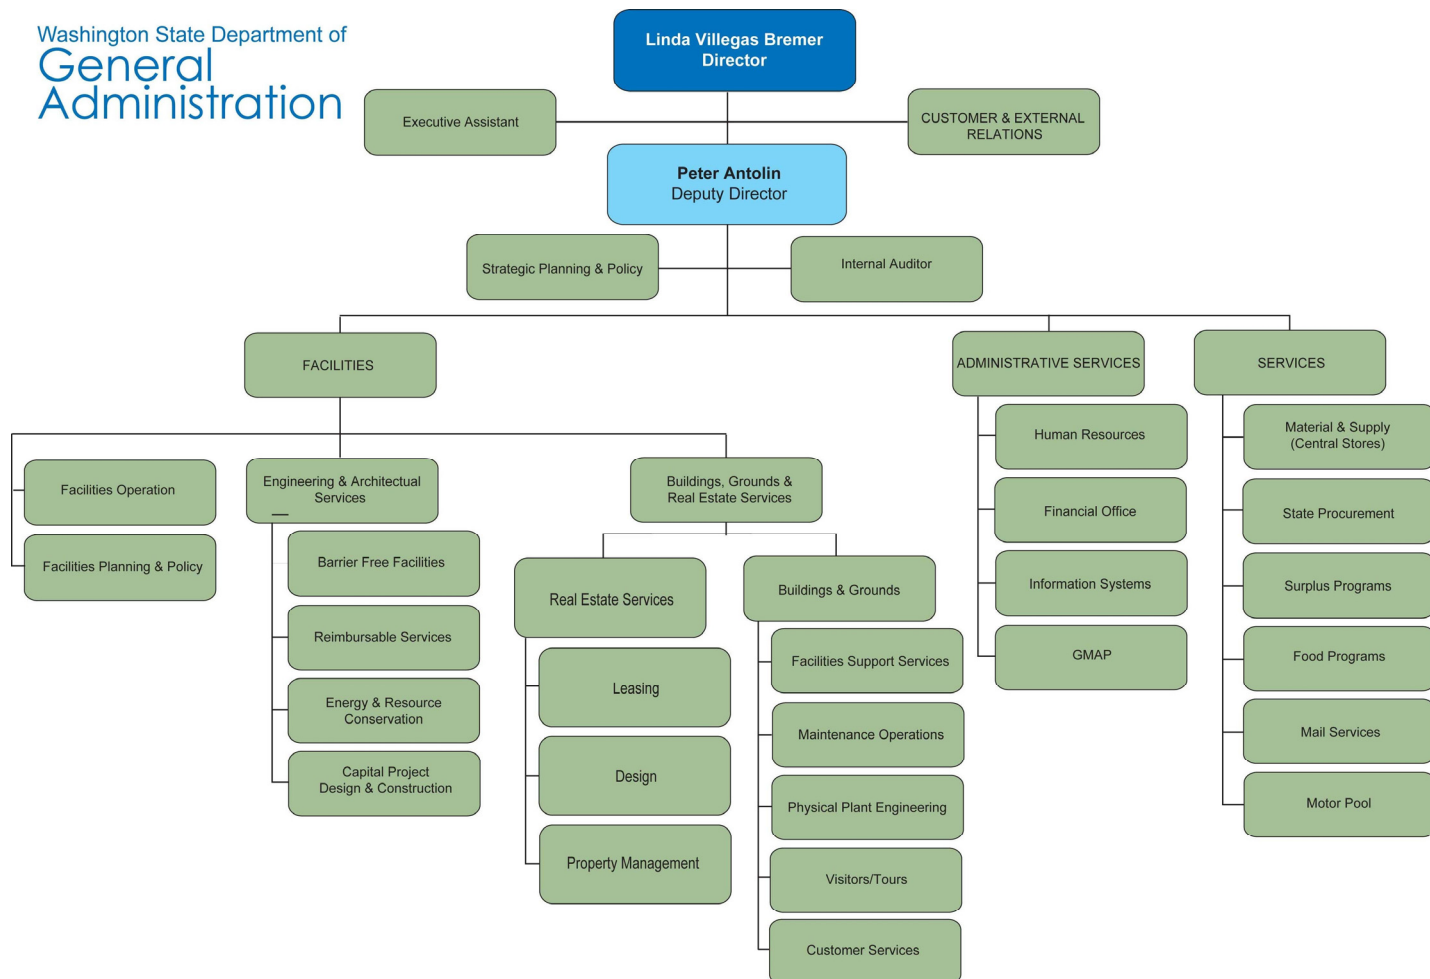 Washington State Department of
General
Administration
Linda Villegas Bremer
Director
Executive Assistant
CUSTOMER & EXTERNAL
RELATIONS
Peter Antolin
Deputy Director
Strategic Planning & Policy
Internal Auditor
FACILITIES
ADMINISTRATIVE SERVICES
SERVICES
Facilities Operation
Facilities Planning & Policy
Engineering & Architectual
Services
Barrier Free Facilities
Reimbursable Services
Energy & Resource
Conservation
Capital Project
Design & Construction
Buildings, Grounds &
Real Estate Services
Real Estate Services
Leasing
Design
Property Management
Buildings & Grounds
Facilities Support Services
Maintenance Operations
Physical Plant Engineering
Visitors/Tours
Customer Services
Human Resources
Financial Office
Information Systems
GMAP
Material & Supply
(Central Stores)
State Procurement
Surplus Programs
Food Programs
Mail Services
Motor Pool